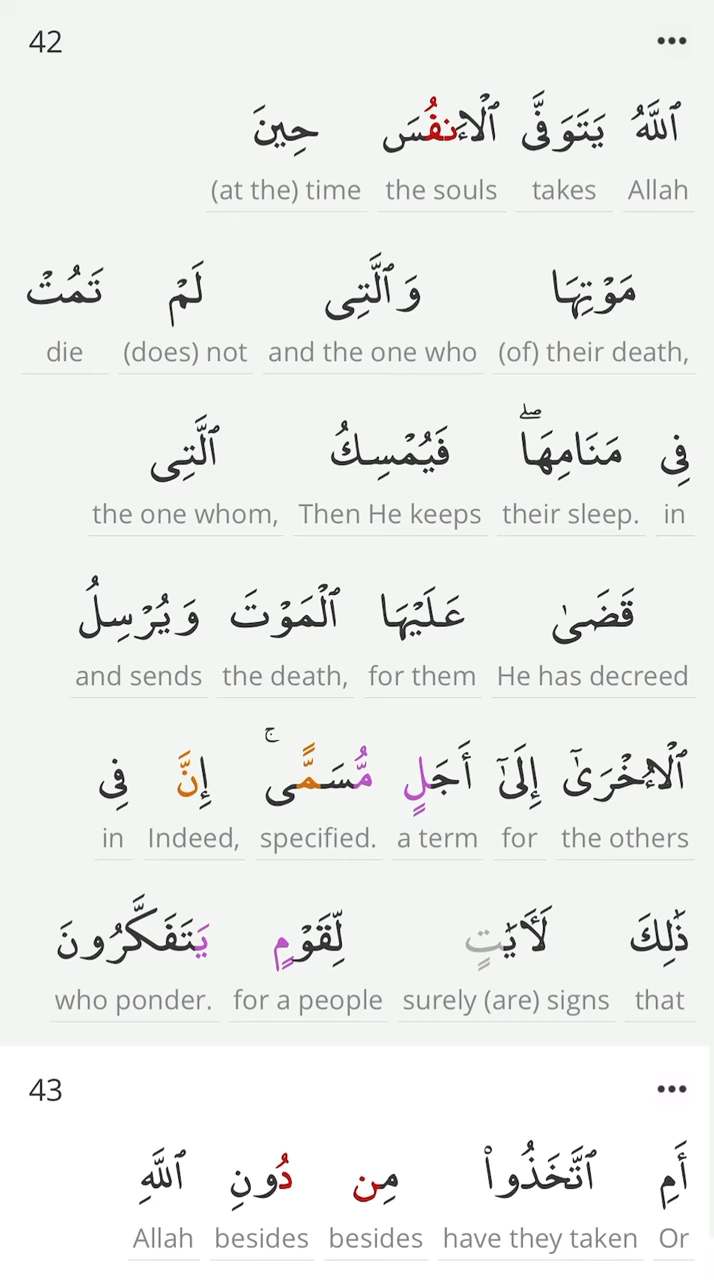 42 •••
ٱللَّهُ يَتَوَفَّى ٱلْأَنفُسَ حِينَ
Allah takes the souls (at the) time
مَوْتِهَا وَٱلَّتِى لَمْ تَمُتْ
(of) their death, and the one who (does) not die
فِى مَنَامِهَاۖ فَيُمْسِكُ ٱلَّتِى
in their sleep. Then He keeps the one whom,
قَضَىٰ عَلَيْهَا ٱلْمَوْتَ وَيُرْسِلُ
He has decreed for them the death, and sends
ٱلْأُخْرَىٰٓ إِلَىٰٓ أَجَلٍ مُّسَمًّىۚ إِنَّ فِى
the others for a term specified. Indeed, in
ذَٰلِكَ لَـَٔايَـٰتٍ لِّقَوْمٍ يَتَفَكَّرُونَ
that surely (are) signs for a people who ponder.
43 •••
أَمِ ٱتَّخَذُوا۟ مِن دُونِ ٱللَّهِ
Or have they taken besides besides Allah